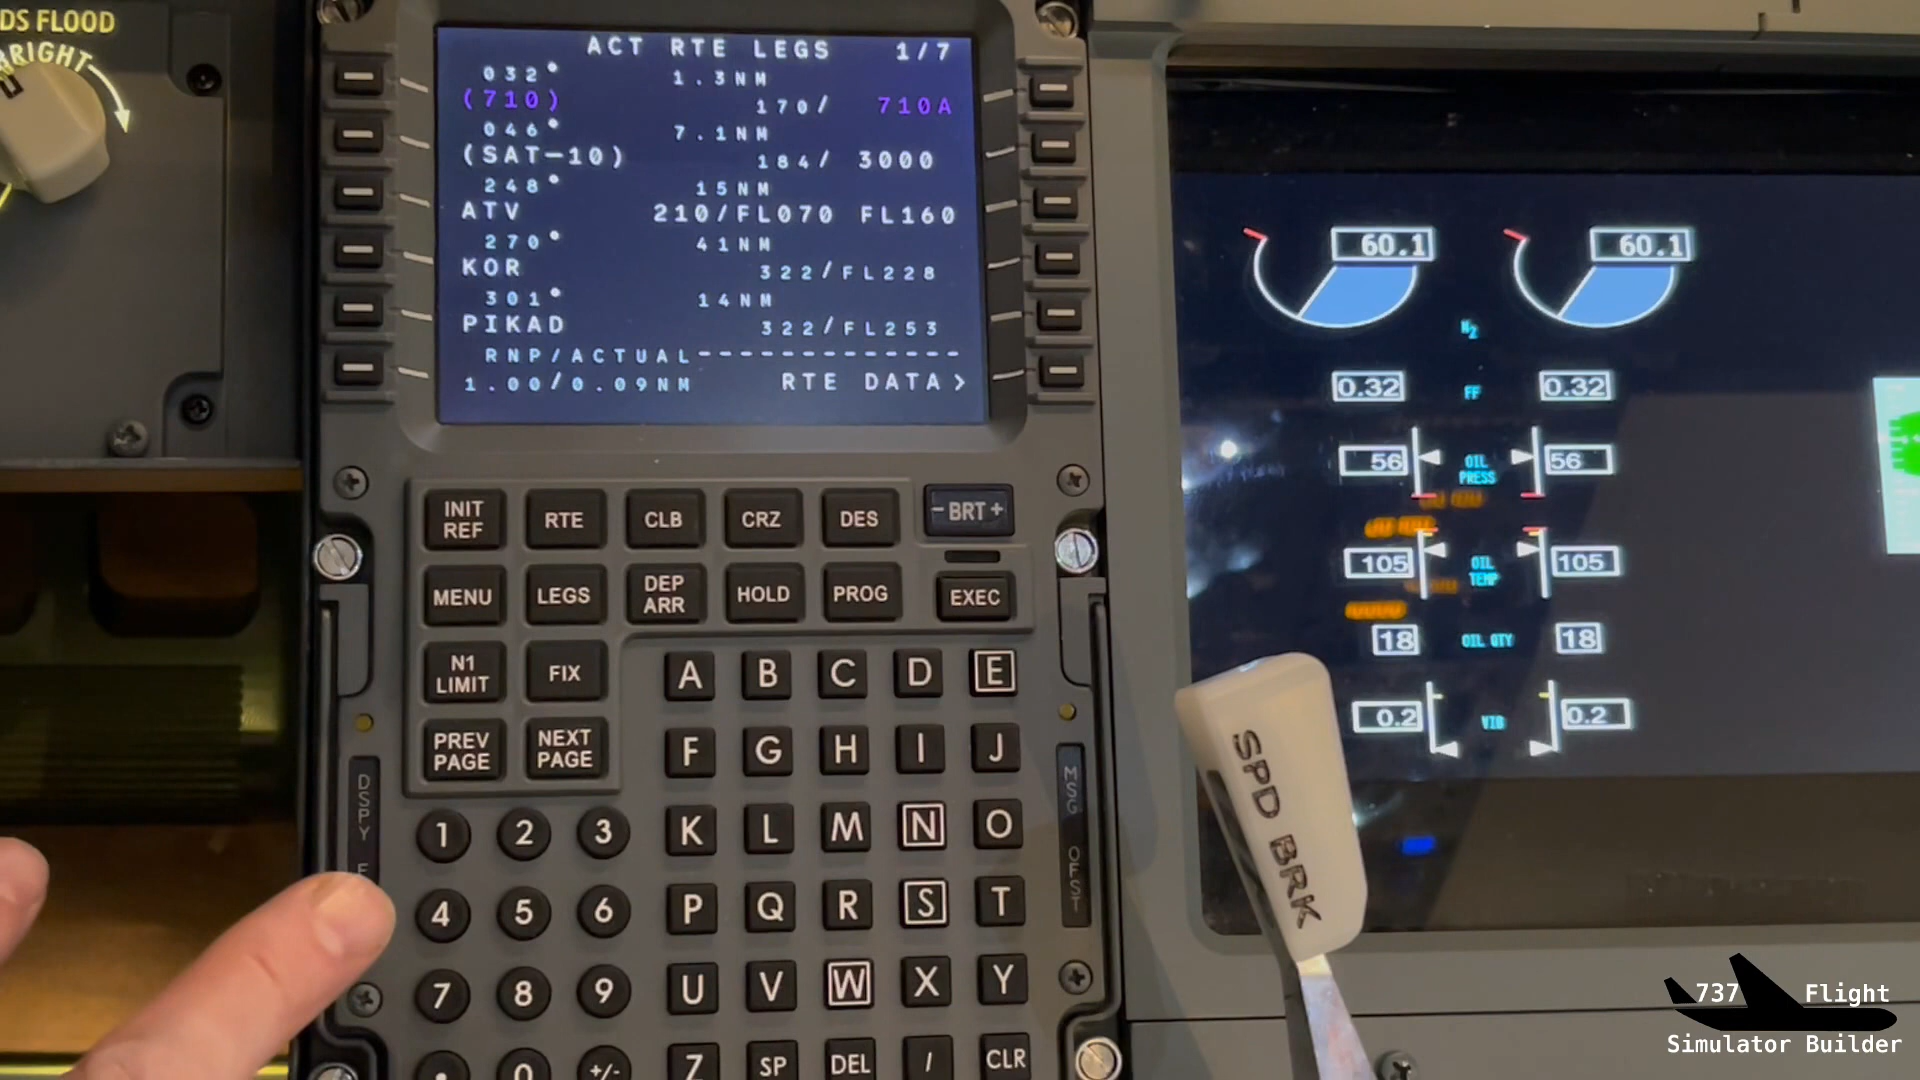 DS FLOOD
BRIGHT
ACT RTE LEGS 1/7
032° 1.3NM
(710) 170/ 710A
046° 7.1NM
(SAT-10) 184/ 3000
248° 15NM
ATV 210/FL070 FL160
270° 41NM
KOR 322/FL228
301° 14NM
PIKAD 322/FL253
RNP/ACTUAL-------------
1.00/0.09NM RTE DATA>
INIT REF RTE CLB CRZ DES -BRT+
MENU LEGS DEP ARR HOLD PROG EXEC
N1 LIMIT FIX
PREV PAGE NEXT PAGE
A B C D E
F G H I J
K L M N O
P Q R S T
U V W X Y
Z SP DEL / CLR
1 2 3
4 5 6
7 8 9
. 0 +/-
DSPY
MSG
OFST
60.1 60.1
N2
0.32 FF 0.32
56 OIL PRESS 56
105 OIL TEMP 105
18 OIL QTY 18
0.2 VIB 0.2
SPD BRK
737 Flight
Simulator Builder